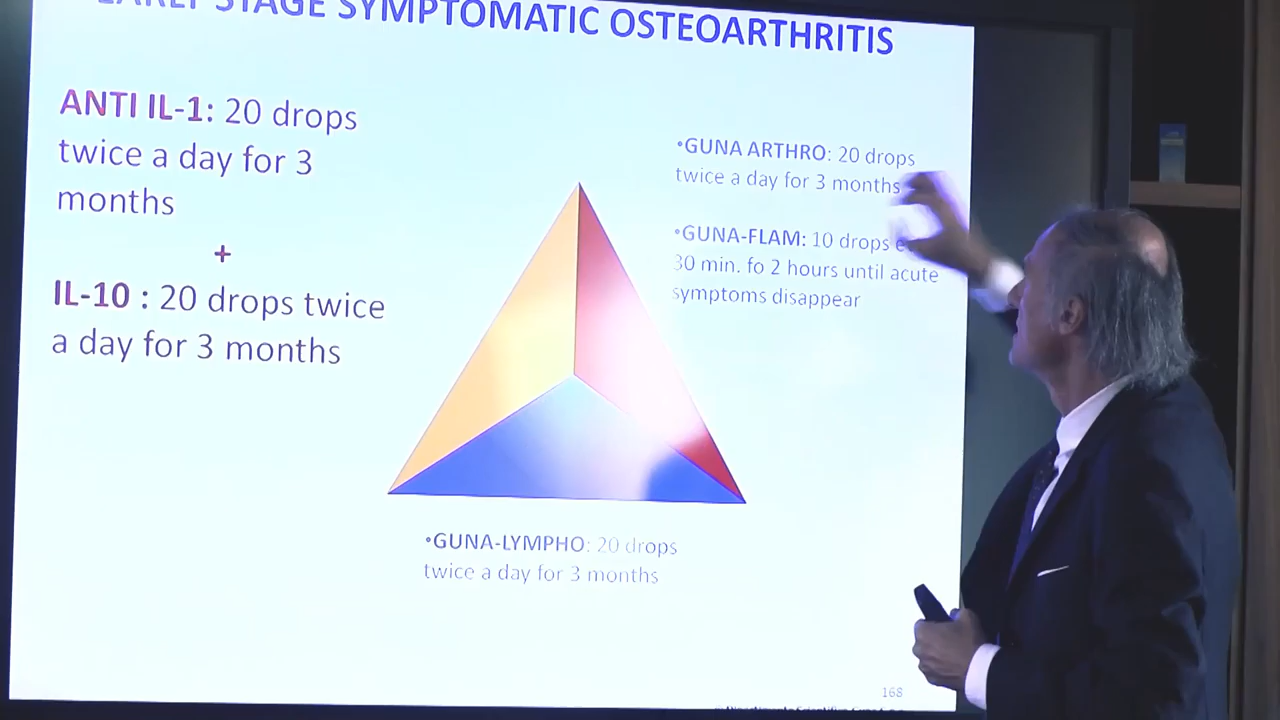 EARLY STAGE SYMPTOMATIC OSTEOARTHRITIS
ANTI IL-1: 20 drops
twice a day for 3
months
+
IL-10 : 20 drops twice
a day for 3 months
•GUNA ARTHRO: 20 drops
twice a day for 3 months
•GUNA-FLAM: 10 drops e
30 min. fo 2 hours until acute
symptoms disappear
•GUNA-LYMPHO: 20 drops
twice a day for 3 months
168